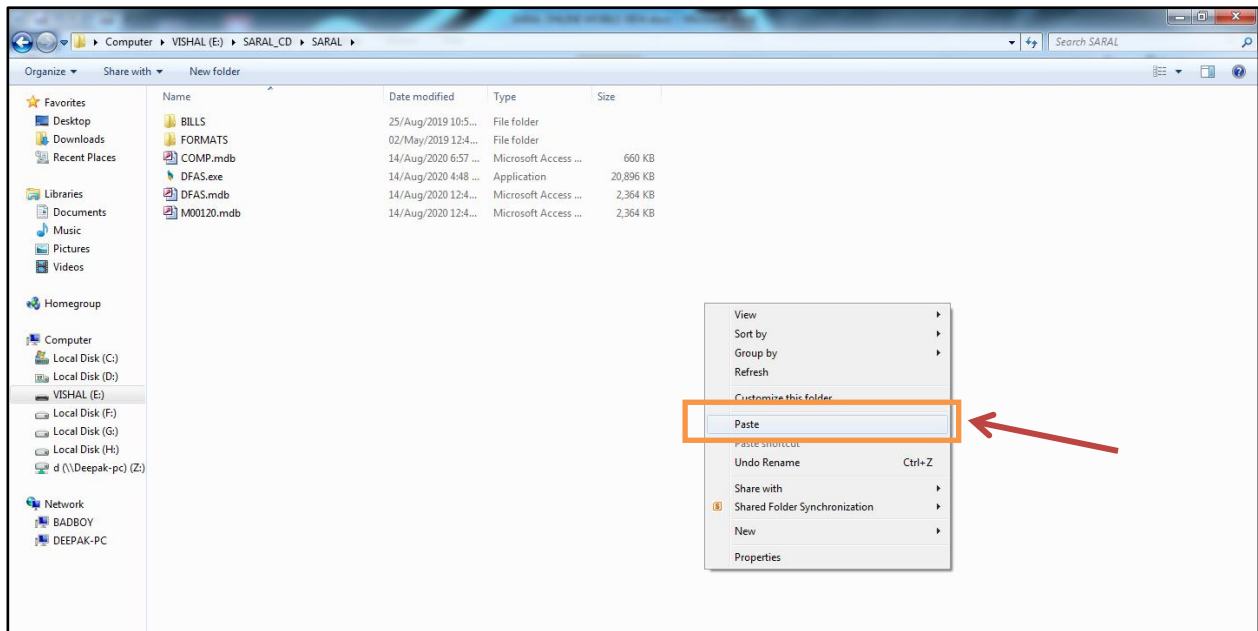 Computer ▸ VISHAL (E:) ▸ SARAL_CD ▸ SARAL ▸
Search SARAL
Organize Share with New folder
Name Date modified Type Size
BILLS 25/Aug/2019 10:5... File folder
FORMATS 02/May/2019 12:4... File folder
COMP.mdb 14/Aug/2020 6:57 ... Microsoft Access ... 660 KB
DFAS.exe 14/Aug/2020 4:48 ... Application 20,896 KB
DFAS.mdb 14/Aug/2020 12:4... Microsoft Access ... 2,364 KB
M00120.mdb 14/Aug/2020 12:4... Microsoft Access ... 2,364 KB
Favorites
Desktop
Downloads
Recent Places
Libraries
Documents
Music
Pictures
Videos
Homegroup
Computer
Local Disk (C:)
Local Disk (D:)
VISHAL (E:)
Local Disk (F:)
Local Disk (G:)
Local Disk (H:)
d (\\Deepak-pc) (Z:)
Network
BADBOY
DEEPAK-PC
View
Sort by
Group by
Refresh
Customize this folder...
Paste
Paste shortcut
Undo Rename Ctrl+Z
Share with
Shared Folder Synchronization
New
Properties